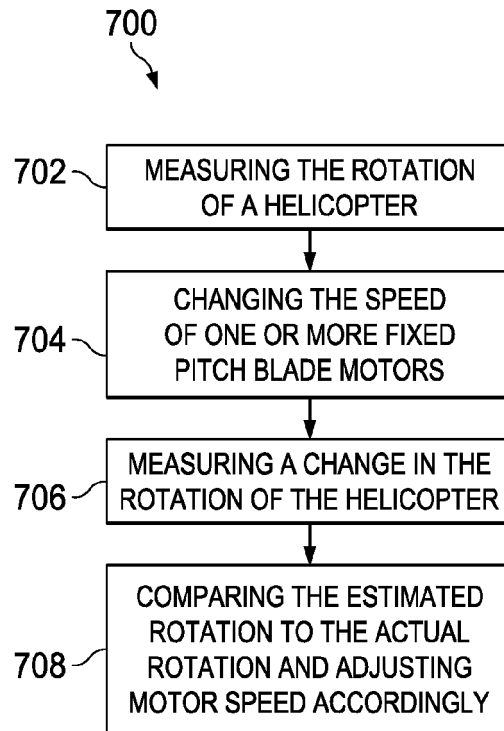 700
702
MEASURING THE ROTATION
OF A HELICOPTER
704
CHANGING THE SPEED
OF ONE OR MORE FIXED
PITCH BLADE MOTORS
706
MEASURING A CHANGE IN THE
ROTATION OF THE HELICOPTER
708
COMPARING THE ESTIMATED
ROTATION TO THE ACTUAL
ROTATION AND ADJUSTING
MOTOR SPEED ACCORDINGLY